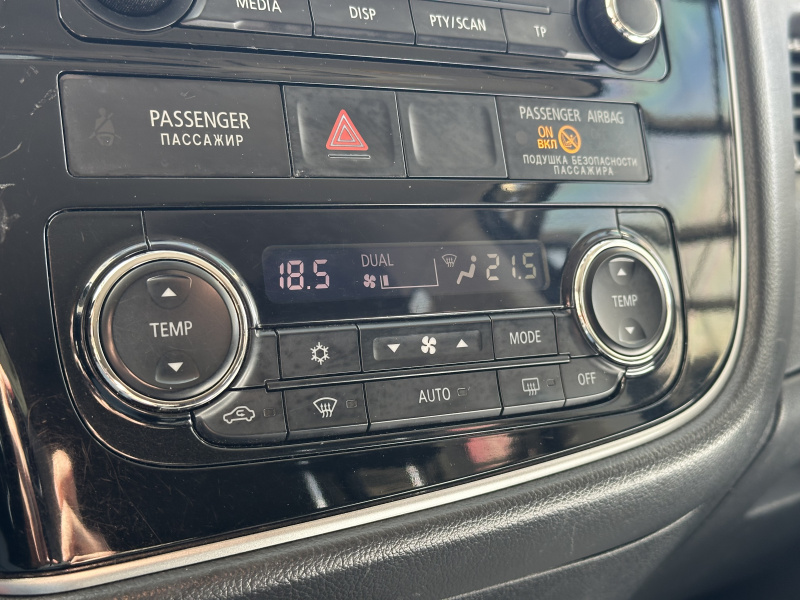 MEDIA
DISP
PTY/SCAN
TP
PASSENGER
ПАССАЖИР
PASSENGER AIRBAG
ON
ВКЛ
ПОДУШКА БЕЗОПАСНОСТИ
ПАССАЖИРА
18.5
DUAL
21.5
TEMP
TEMP
MODE
AUTO
OFF